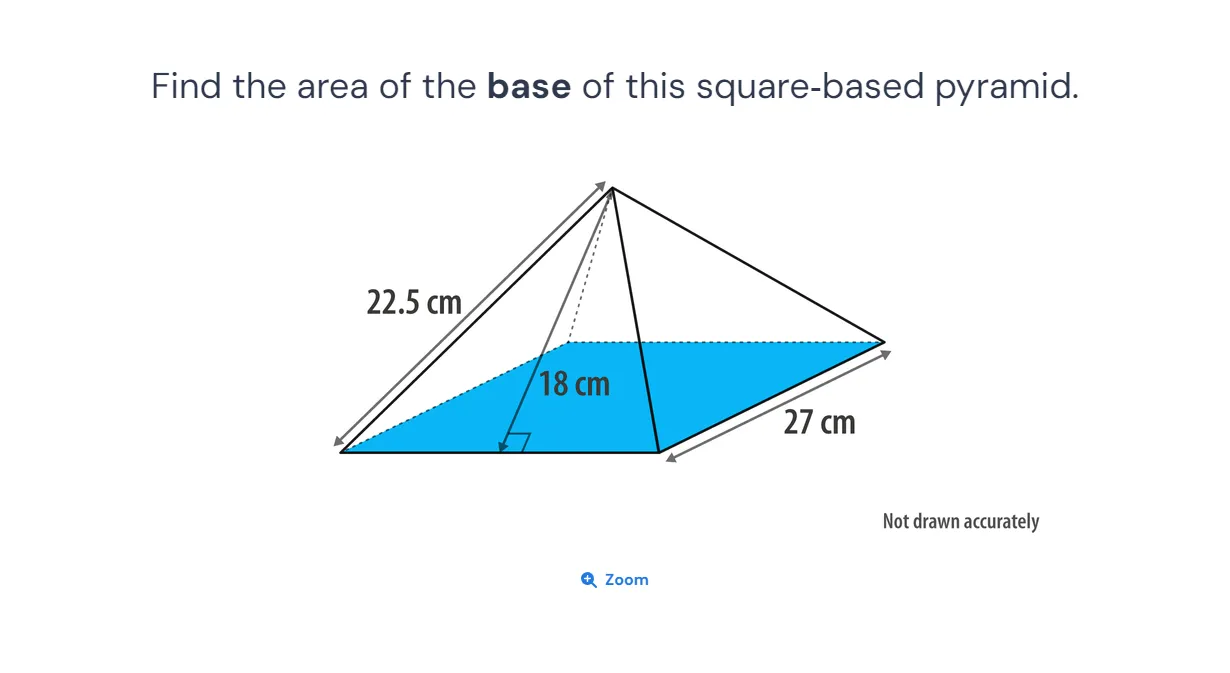 Find the area of the base of this square-based pyramid.
22.5 cm
18 cm
27 cm
Not drawn accurately
Zoom